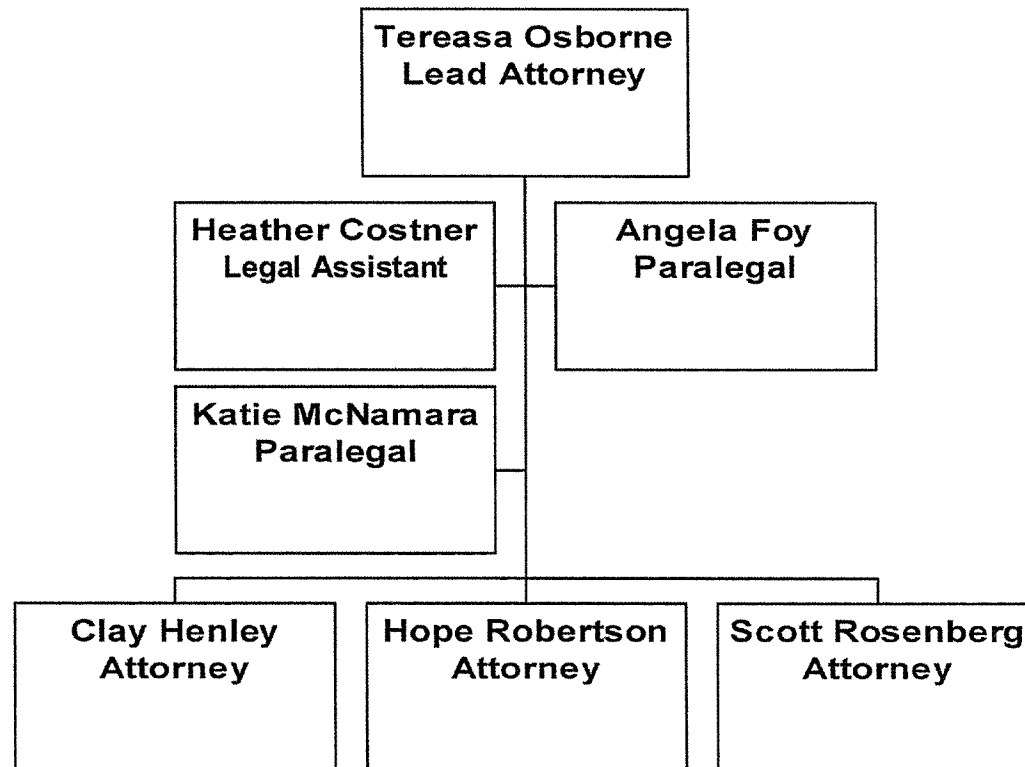 Tereasa Osborne
Lead Attorney
Heather Costner
Legal Assistant
Angela Foy
Paralegal
Katie McNamara
Paralegal
Clay Henley
Attorney
Hope Robertson
Attorney
Scott Rosenberg
Attorney